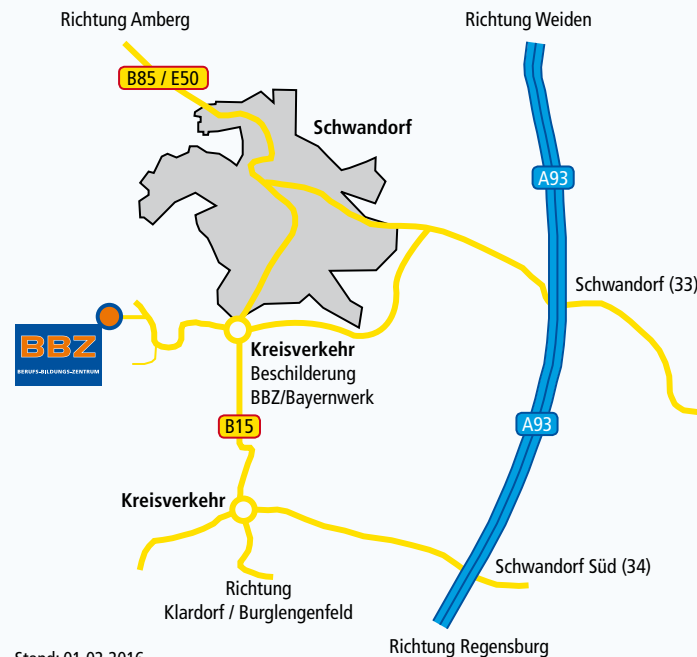 Richtung Amberg
Richtung Weiden
B85 / E50
Schwandorf
A93
Schwandorf (33)
BBZ
BERUFS-BILDUNGS-ZENTRUM
Kreisverkehr
Beschilderung
BBZ/Bayernwerk
B15
A93
Kreisverkehr
Schwandorf Süd (34)
Richtung
Klardorf / Burglengenfeld
Richtung Regensburg